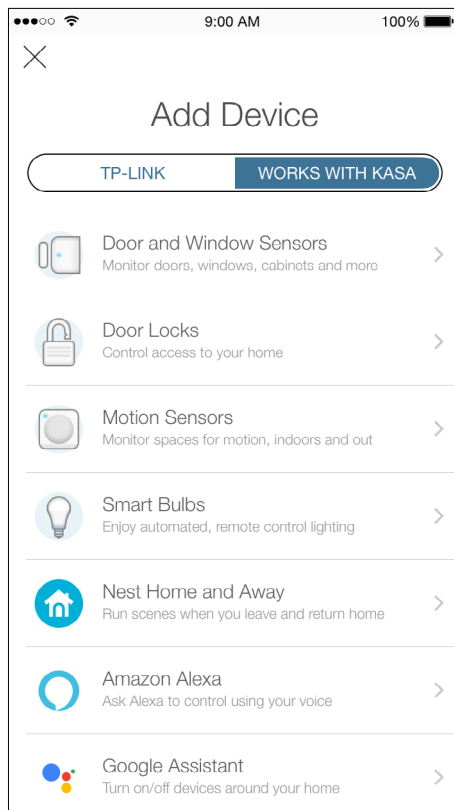 9:00 AM 100%
Add Device
TP-LINK WORKS WITH KASA
Door and Window Sensors
Monitor doors, windows, cabinets and more
Door Locks
Control access to your home
Motion Sensors
Monitor spaces for motion, indoors and out
Smart Bulbs
Enjoy automated, remote control lighting
Nest Home and Away
Run scenes when you leave and return home
Amazon Alexa
Ask Alexa to control using your voice
Google Assistant
Turn on/off devices around your home